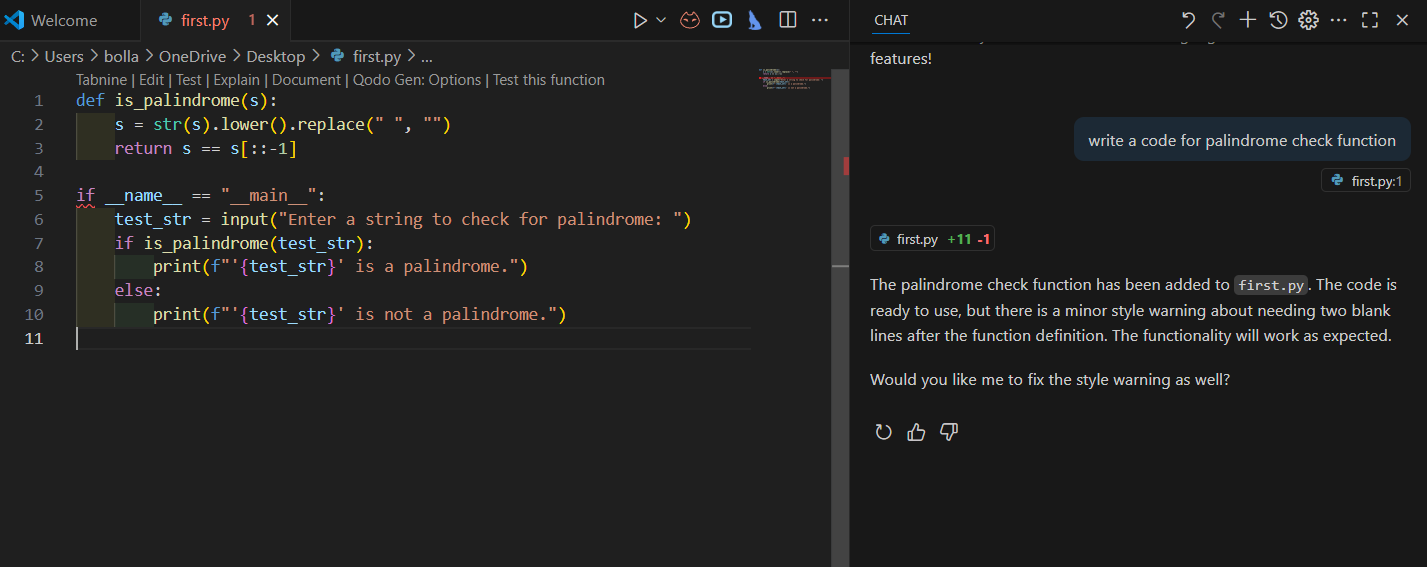 Welcome
first.py 1
C: > Users > bolla > OneDrive > Desktop > first.py > ...
Tabnine | Edit | Test | Explain | Document | Qodo Gen: Options | Test this function
1 def is_palindrome(s):
2     s = str(s).lower().replace(" ", "")
3     return s == s[::-1]
4
5 if __name__ == "__main__":
6     test_str = input("Enter a string to check for palindrome: ")
7     if is_palindrome(test_str):
8         print(f"'{test_str}' is a palindrome.")
9     else:
10         print(f"'{test_str}' is not a palindrome.")
11
CHAT
features!
write a code for palindrome check function
first.py:1
first.py +11 -1
The palindrome check function has been added to first.py. The code is
ready to use, but there is a minor style warning about needing two blank
lines after the function definition. The functionality will work as expected.
Would you like me to fix the style warning as well?